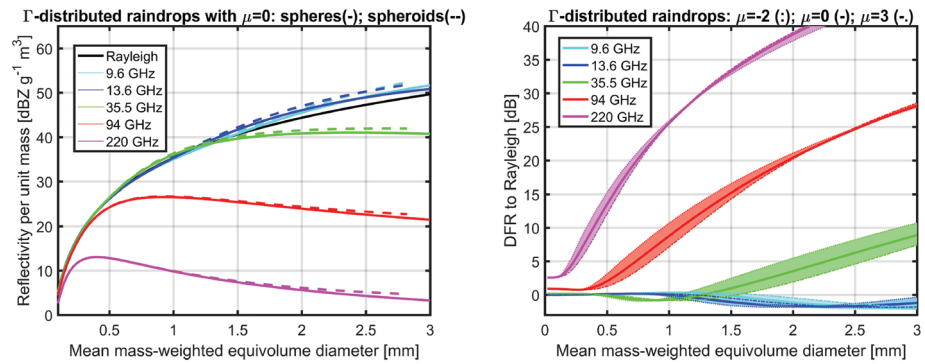 Γ-distributed raindrops with μ=0: spheres(-); spheroids(--)
Reflectivity per unit mass [dBZ g⁻¹ m³]
60
50
40
30
20
10
0
Rayleigh
9.6 GHz
13.6 GHz
35.5 GHz
94 GHz
220 GHz
0.5
1
1.5
2
2.5
3
Mean mass-weighted equivolume diameter [mm]
Γ-distributed raindrops: μ=-2 (:); μ=0 (-); μ=3 (-.)
DFR to Rayleigh [dB]
40
35
30
25
20
15
10
5
0
9.6 GHz
13.6 GHz
35.5 GHz
94 GHz
220 GHz
0
0.5
1
1.5
2
2.5
3
Mean mass-weighted equivolume diameter [mm]